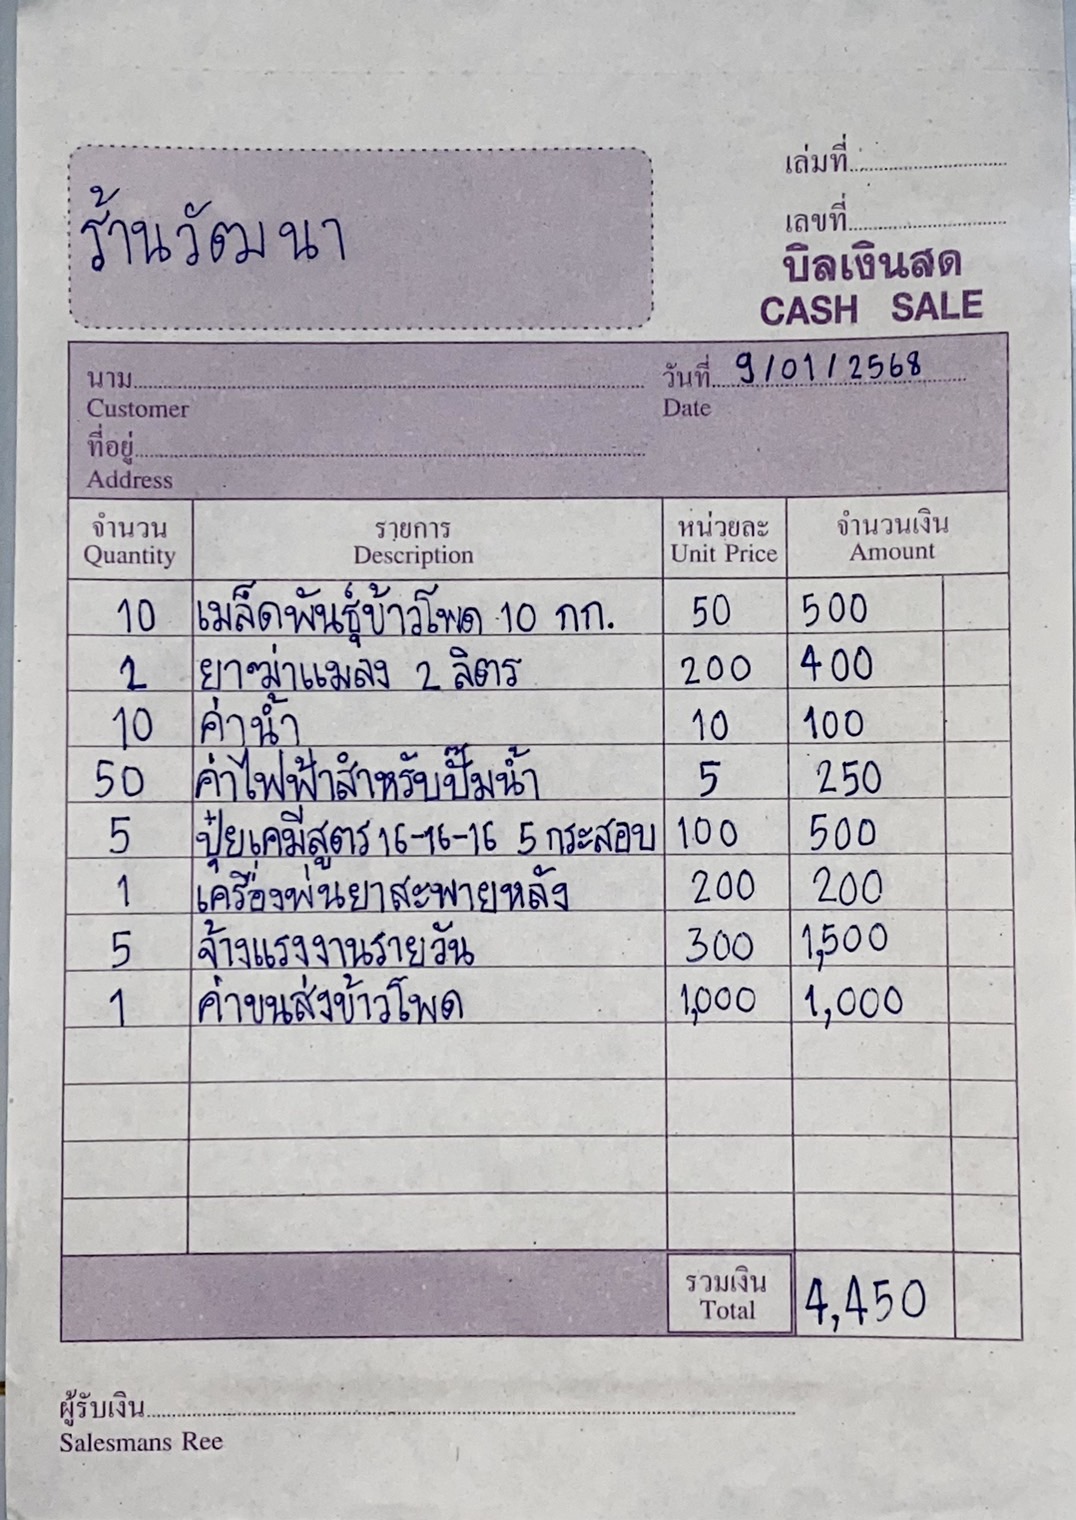 ร้านวัฒนา
เล่มที่
เลขที่
บิลเงินสด
CASH SALE
นาม วันที่ 9/01/2568
Customer Date
ที่อยู่
Address
จำนวน รายการ หน่วยละ จำนวนเงิน
Quantity Description Unit Price Amount
10 เมล็ดพันธุ์ข้าวโพด 10 กก. 50 500
2 ยาฆ่าแมลง 2 ลิตร 200 400
10 ค่าน้ำ 10 100
50 ค่าไฟฟ้าสำหรับปั๊มน้ำ 5 250
5 ปุ๋ยเคมีสูตร 16-16-16 5 กระสอบ 100 500
1 เครื่องพ่นยาสะพายหลัง 200 200
5 จ้างแรงงานรายวัน 300 1,500
1 ค่าขนส่งข้าวโพด 1,000 1,000
รวมเงิน
Total 4,450
ผู้รับเงิน
Salesmans Ree